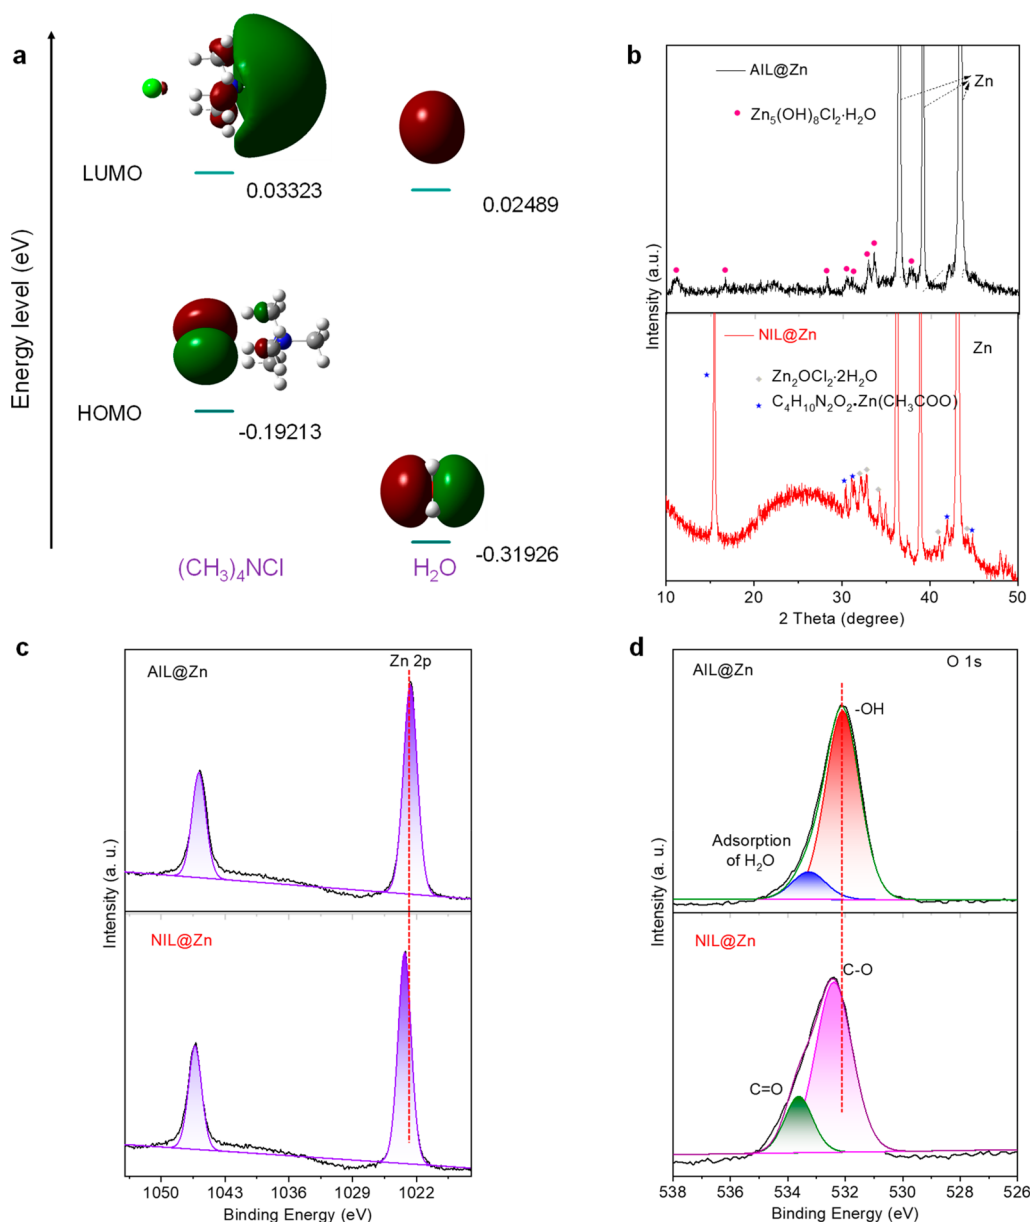 a
Energy level (eV)
LUMO
0.03323
0.02489
HOMO
-0.19213
-0.31926
(CH₃)₄NCl
H₂O
b
Intensity (a.u.)
AIL@Zn
Zn
Zn₅(OH)₈Cl₂·H₂O
NIL@Zn
Zn
Zn₂OCl₂·2H₂O
C₄H₁₀N₂O₂•Zn(CH₃COO)
10 20 30 40 50
2 Theta (degree)
c
Intensity (a. u.)
AIL@Zn
Zn 2p
NIL@Zn
1050 1043 1036 1029 1022
Binding Energy (eV)
d
Intensity (a. u.)
AIL@Zn
O 1s
-OH
Adsorption
of H₂O
NIL@Zn
C-O
C=O
538 536 534 532 530 528 526
Binding Energy (eV)